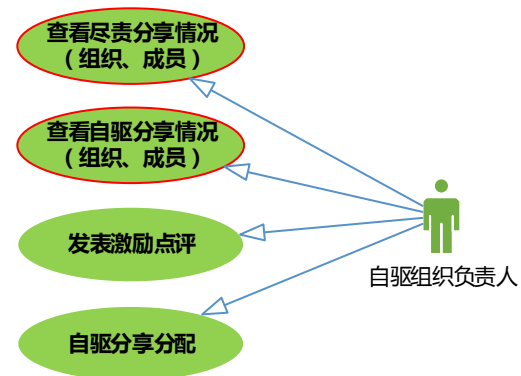 查看尽责分享情况
（组织、成员）
查看自驱分享情况
（组织、成员）
发表激励点评
自驱组织负责人
自驱分享分配